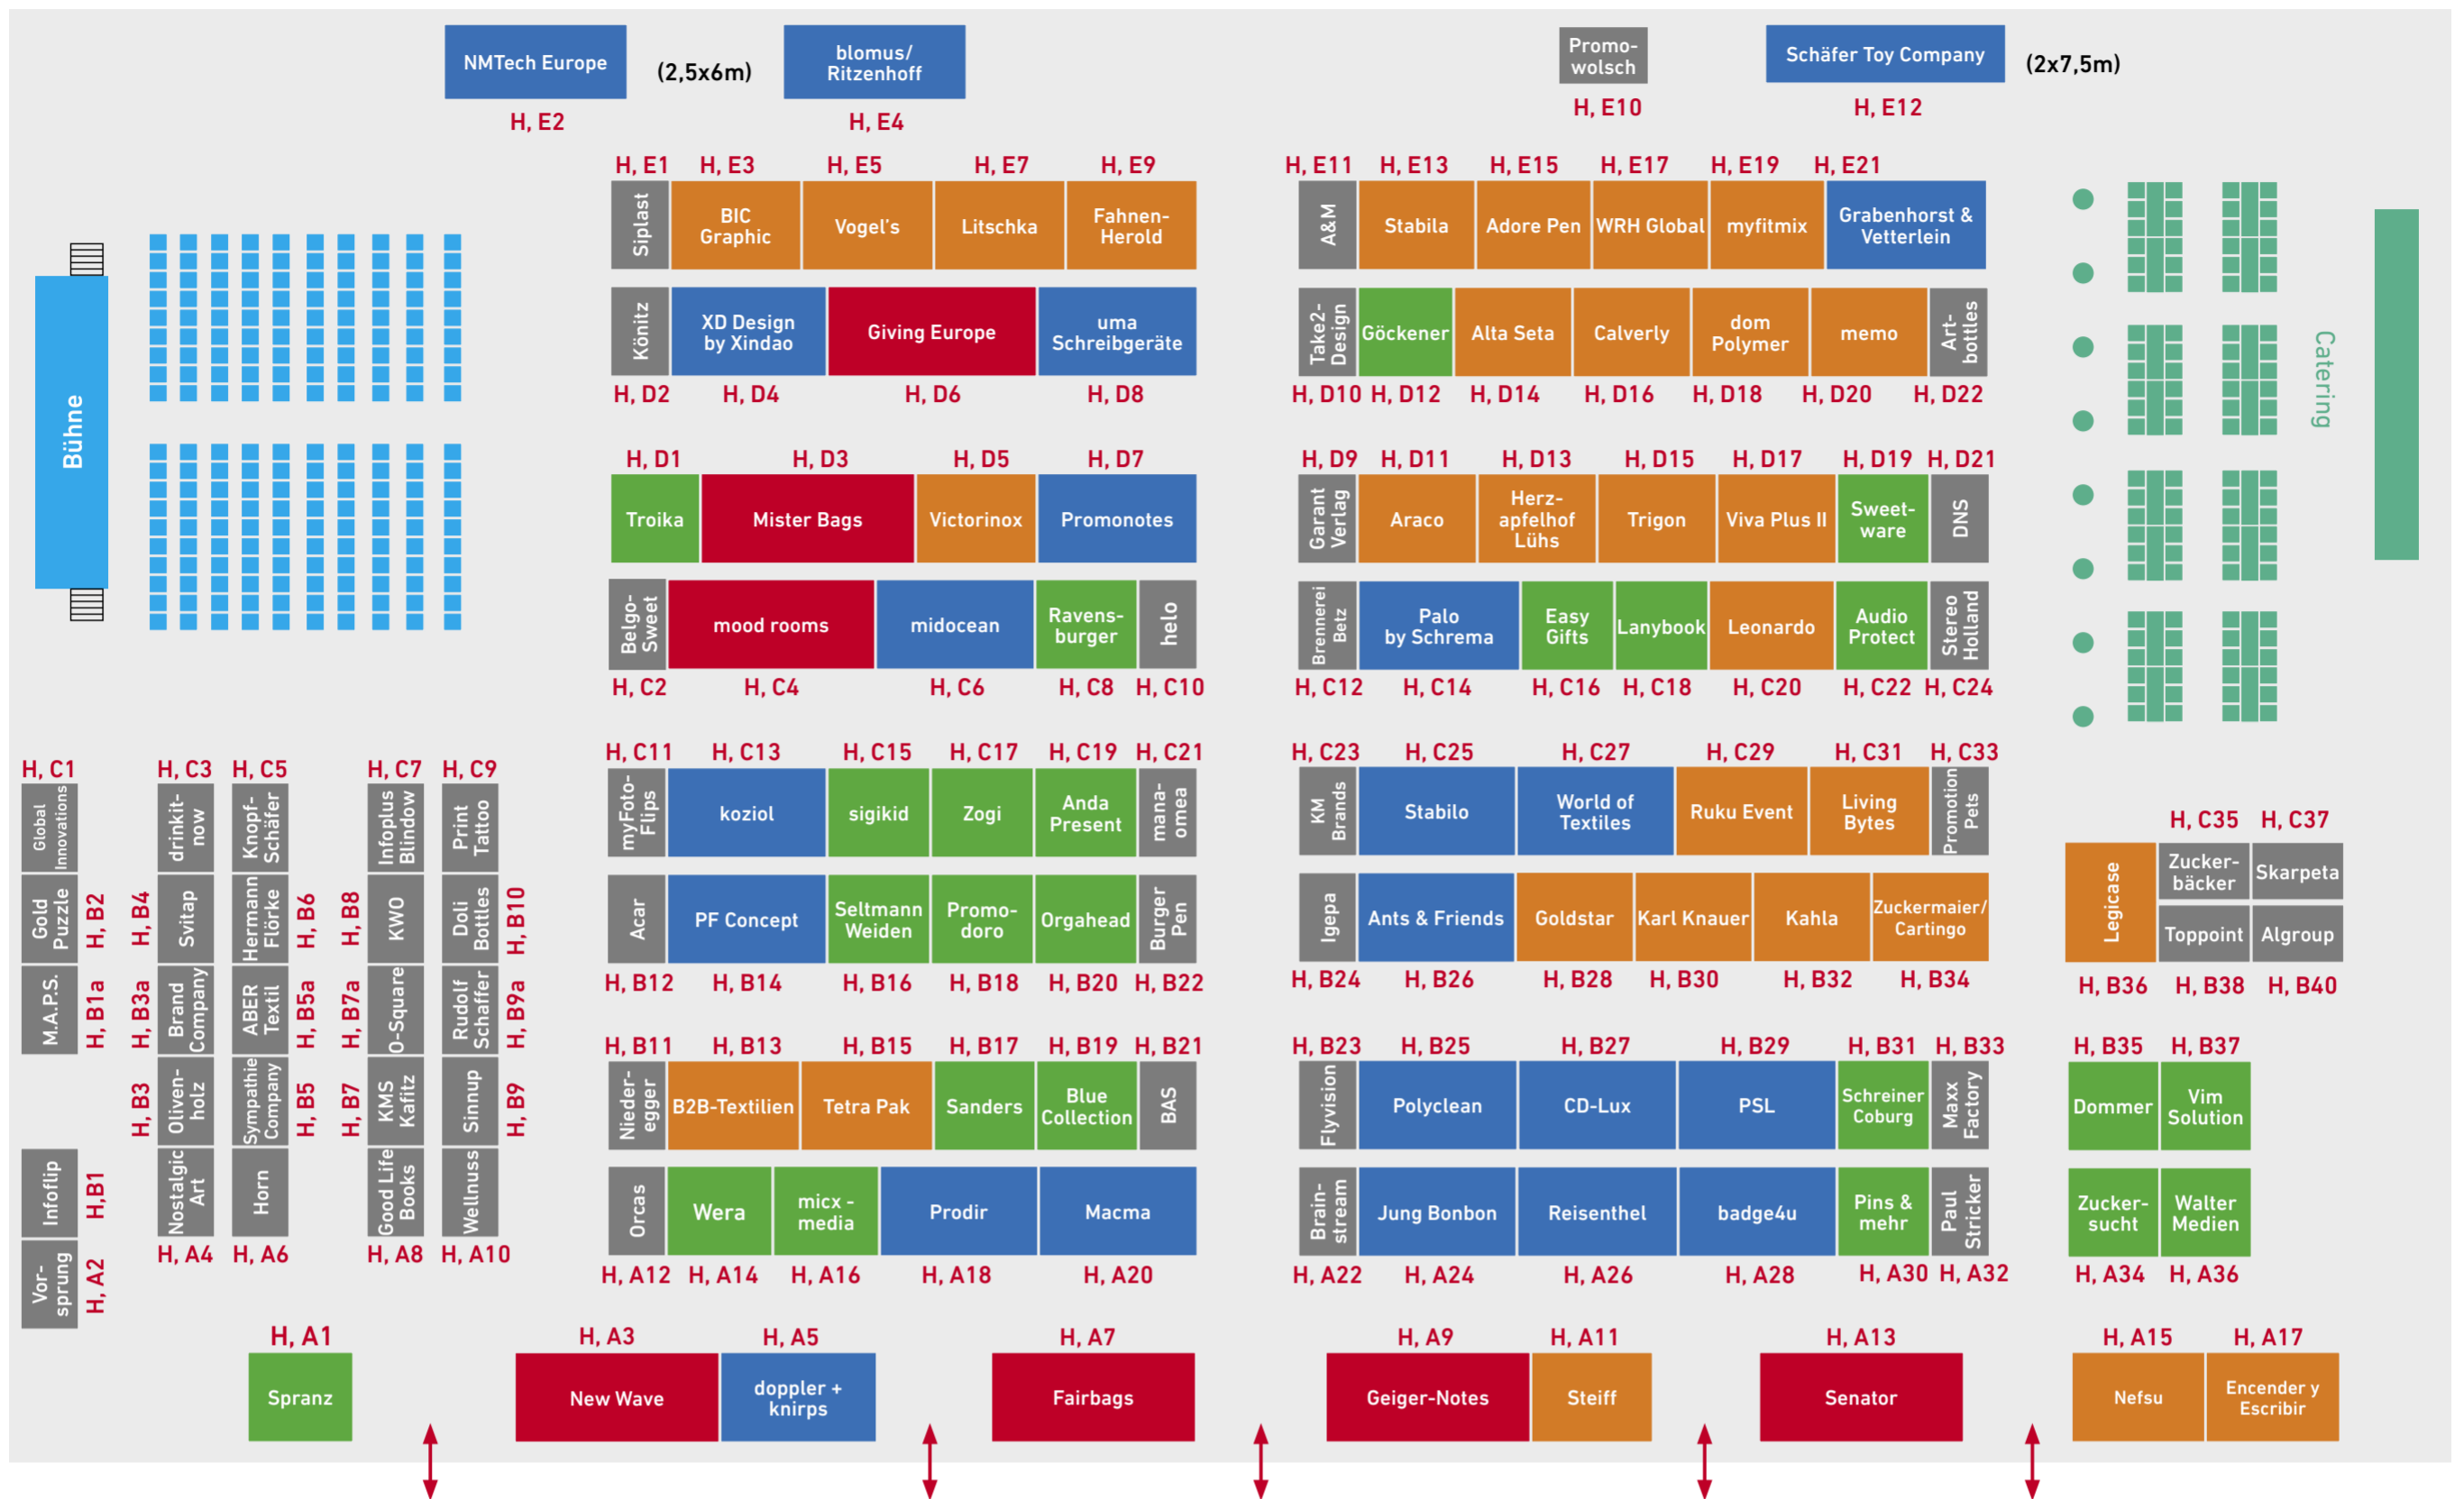 NMTech Europe
H, E2
(2,5x6m)
blomus/
Ritzenhoff
H, E4
Promo-
wolsch
H, E10
Schäfer Toy Company
H, E12
(2x7,5m)
H, E1
H, E3
H, E5
H, E7
H, E9
Siplast
BIC
Graphic
Vogel's
Litschka
Fahnen-
Herold
H, E11
H, E13
H, E15
H, E17
H, E19
H, E21
A&M
Stabila
Adore Pen
WRH Global
myfitmix
Grabenhorst &
Vetterlein
Könitz
XD Design
by Xindao
Giving Europe
uma
Schreibgeräte
H, D2
H, D4
H, D6
H, D8
Take2-
Design
Göckener
Alta Seta
Calverly
dom
Polymer
memo
Art-
bottles
H, D10
H, D12
H, D14
H, D16
H, D18
H, D20
H, D22
Bühne
Catering
H, D1
H, D3
H, D5
H, D7
Troika
Mister Bags
Victorinox
Promonotes
H, D9
H, D11
H, D13
H, D15
H, D17
H, D19
H, D21
Garant
Verlag
Araco
Herz-
apfelhof
Lühs
Trigon
Viva Plus II
Sweet-
ware
DNS
Belgo-
Sweet
mood rooms
midocean
Ravens-
burger
helo
H, C2
H, C4
H, C6
H, C8
H, C10
Brennerei
Betz
Palo
by Schrema
Easy
Gifts
Lanybook
Leonardo
Audio
Protect
Stereo
Holland
H, C12
H, C14
H, C16
H, C18
H, C20
H, C22
H, C24
H, C1
H, C3
H, C5
H, C7
H, C9
Global
Innovations
drinkit-
now
Knopf-
Schäfer
Infoplus
Blindow
Print
Tattoo
Gold
Puzzle
H, B2
H, B4
Svitap
Hermann
Flörke
H, B6
H, B8
KWO
Doli
Bottles
H, B10
M.A.P.S.
H, B1a
H, B3a
Brand
Company
ABER
Textil
H, B5a
H, B7a
O-Square
Rudolf
Schaffer
H, B9a
H, B3
Oliven-
holz
Sympathie
Company
H, B5
H, B7
KMS
Kafitz
Sinnup
H, B9
Infoflip
H,B1
Nostalgic
Art
Horn
Good Life
Books
Wellnuss
H, A4
H, A6
H, A8
H, A10
Vor-
sprung
H, A2
H, C11
H, C13
H, C15
H, C17
H, C19
H, C21
myFoto-
Flips
koziol
sigikid
Zogi
Anda
Present
mana-
omea
H, C23
H, C25
H, C27
H, C29
H, C31
H, C33
KM
Brands
Stabilo
World of
Textiles
Ruku Event
Living
Bytes
Promotion
Pets
Acar
PF Concept
Seltmann
Weiden
Promo-
doro
Orgahead
Burger
Pen
H, B12
H, B14
H, B16
H, B18
H, B20
H, B22
Igepa
Ants & Friends
Goldstar
Karl Knauer
Kahla
Zuckermaier/
Cartingo
H, B24
H, B26
H, B28
H, B30
H, B32
H, B34
H, C35
H, C37
Legicase
Zucker-
bäcker
Skarpeta
Toppoint
Algroup
H, B36
H, B38
H, B40
H, B11
H, B13
H, B15
H, B17
H, B19
H, B21
Nieder-
egger
B2B-Textilien
Tetra Pak
Sanders
Blue
Collection
BAS
H, B23
H, B25
H, B27
H, B29
H, B31
H, B33
Flyvision
Polyclean
CD-Lux
PSL
Schreiner
Coburg
Maxx
Factory
H, B35
H, B37
Dommer
Vim
Solution
Orcas
Wera
micx -
media
Prodir
Macma
H, A12
H, A14
H, A16
H, A18
H, A20
Brain-
stream
Jung Bonbon
Reisenthel
badge4u
Pins &
mehr
Paul
Stricker
H, A22
H, A24
H, A26
H, A28
H, A30
H, A32
Zucker-
sucht
Walter
Medien
H, A34
H, A36
H, A1
H, A3
H, A5
H, A7
H, A9
H, A11
H, A13
H, A15
H, A17
Spranz
New Wave
doppler +
knirps
Fairbags
Geiger-Notes
Steiff
Senator
Nefsu
Encender y
Escribir